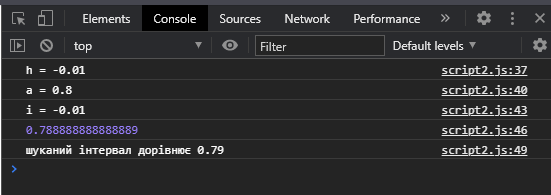 Elements Console Sources Network Performance »
top Filter Default levels
h = -0.01 script2.js:37
a = 0.8 script2.js:40
i = -0.01 script2.js:43
0.788888888888889 script2.js:46
шуканий інтервал дорівнює 0.79 script2.js:49
>